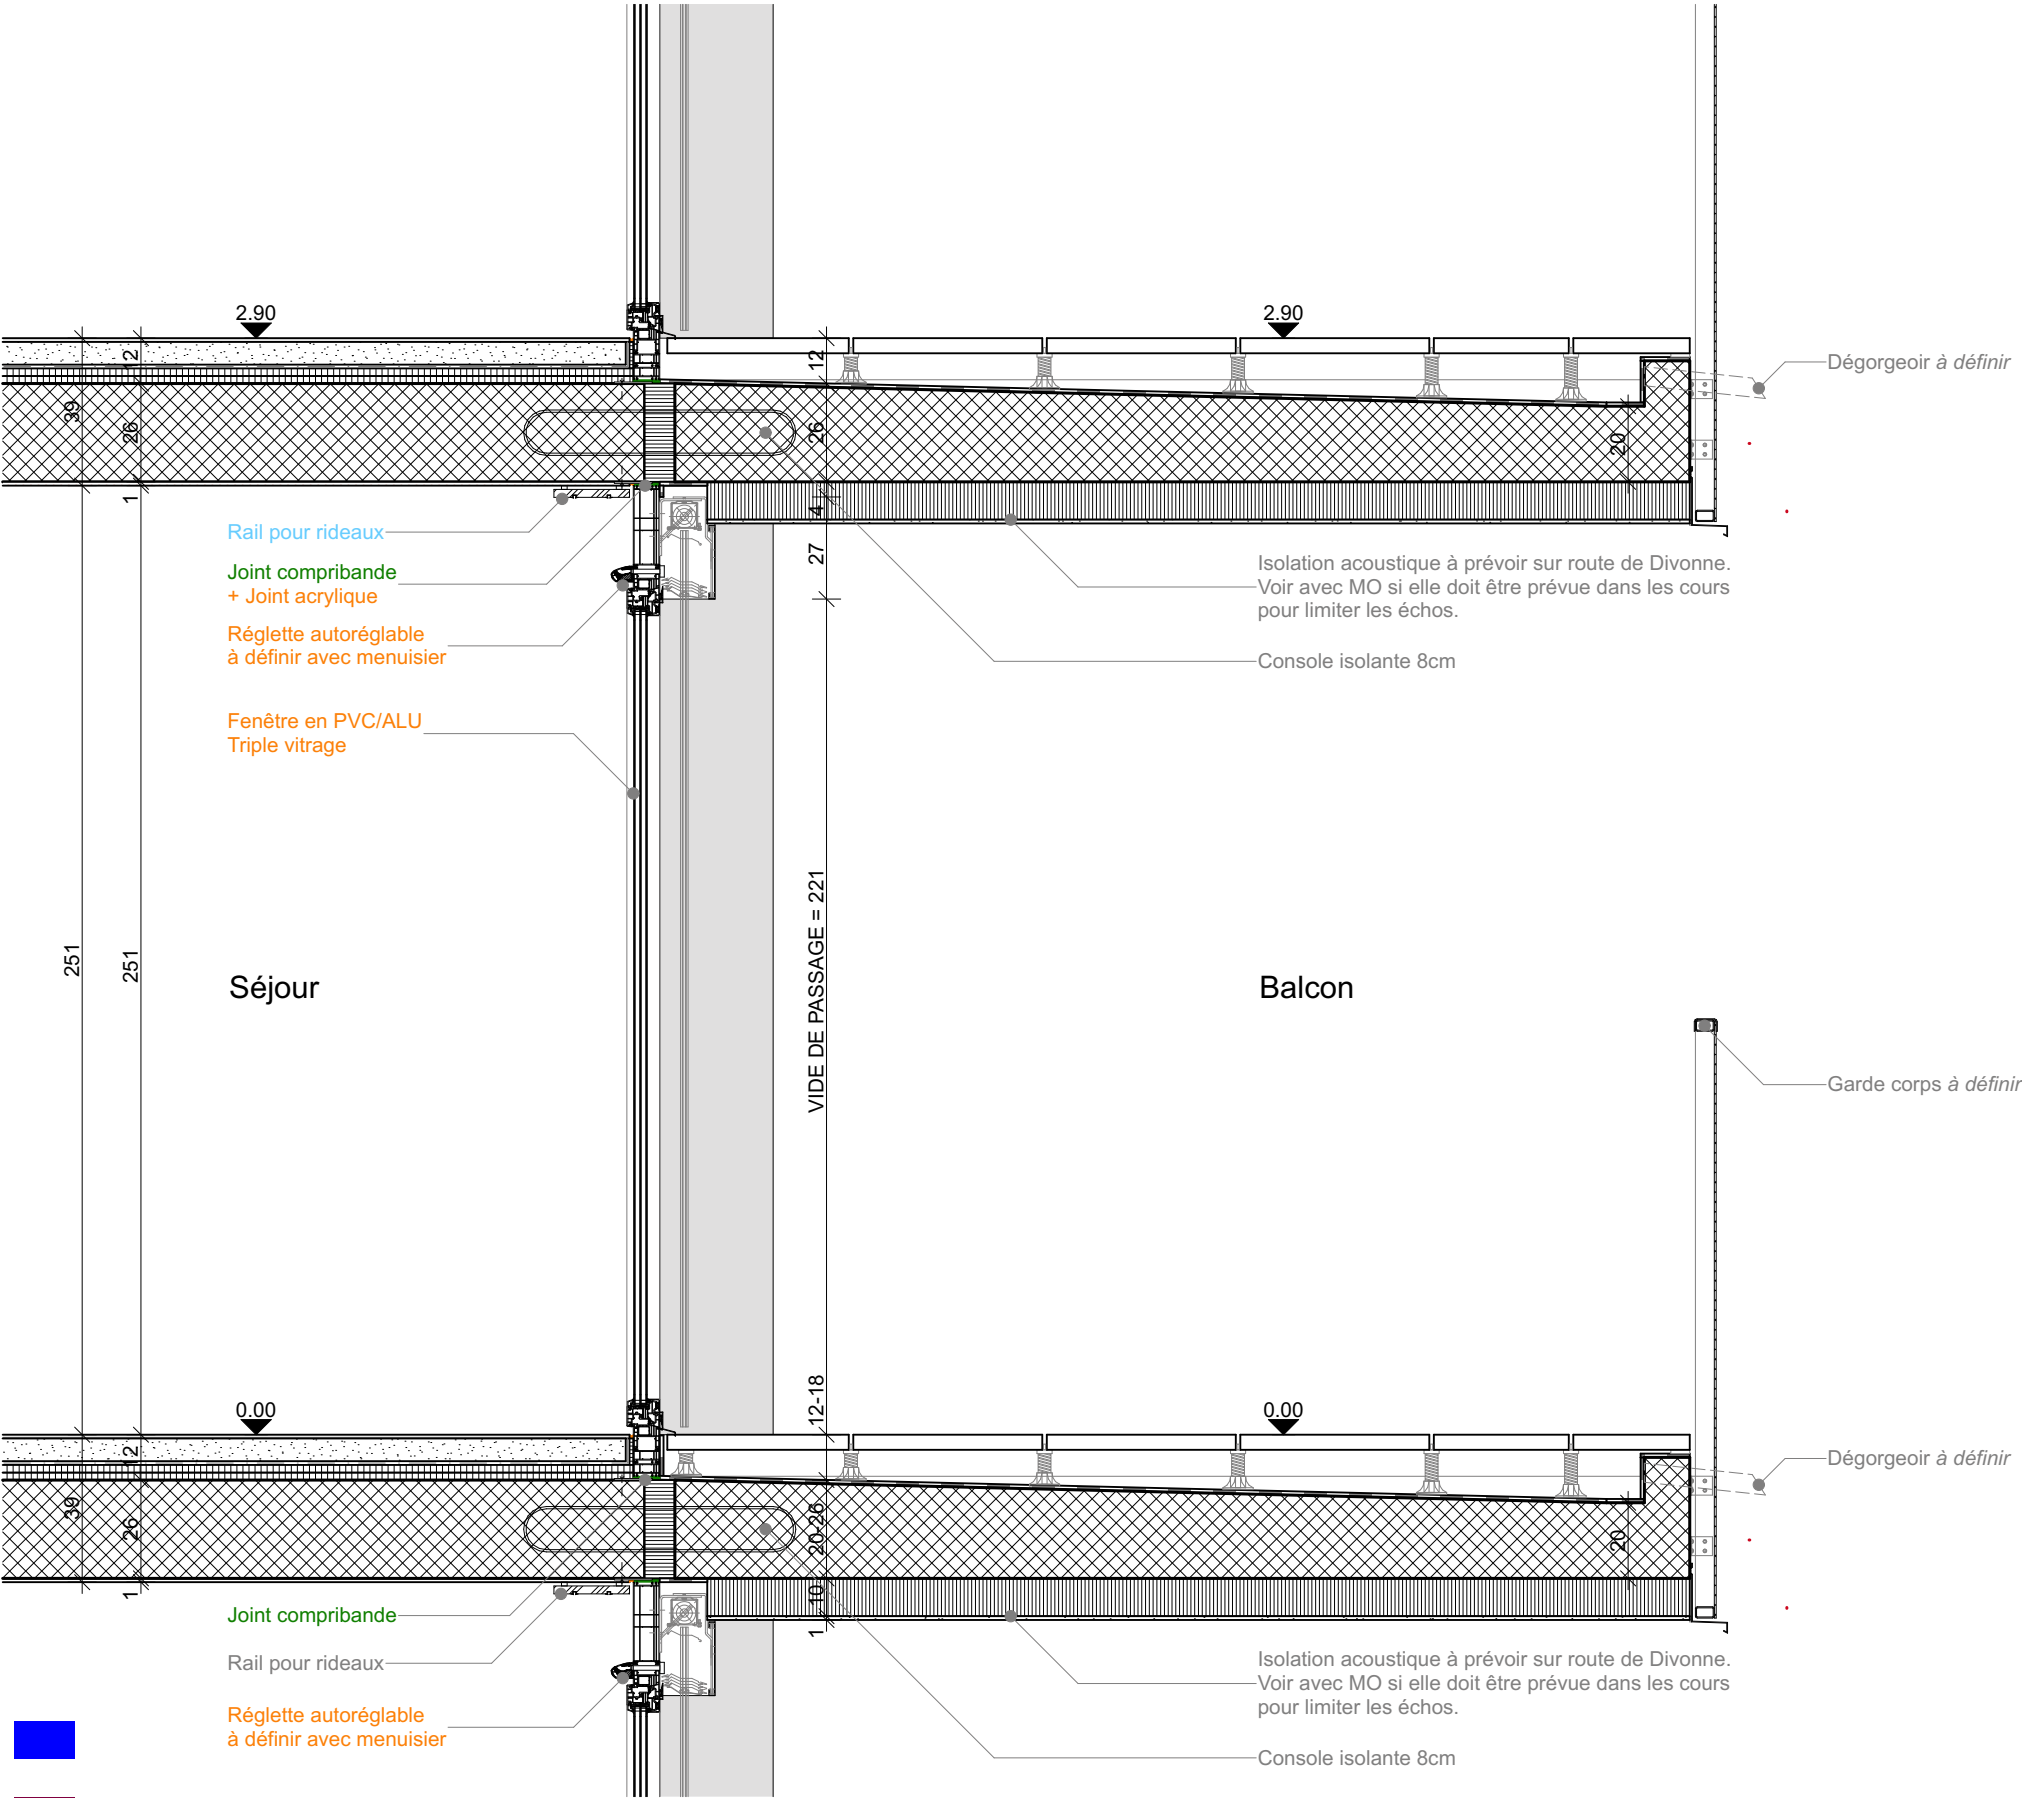 2.90
2.90
12
12
Dégorgeoir à définir
39
26
26
20
1
4
Rail pour rideaux
27
Isolation acoustique à prévoir sur route de Divonne.
Voir avec MO si elle doit être prévue dans les cours
pour limiter les échos.
Joint compribande
+ Joint acrylique
Réglette autoréglable
à définir avec menuisier
Console isolante 8cm
Fenêtre en PVC/ALU
Triple vitrage
VIDE DE PASSAGE = 221
251
251
Séjour
Balcon
Garde corps à définir
0.00
12-18
0.00
12
Dégorgeoir à définir
39
26
20-26
20
1
10
1
Joint compribande
Rail pour rideaux
Isolation acoustique à prévoir sur route de Divonne.
Voir avec MO si elle doit être prévue dans les cours
pour limiter les échos.
Réglette autoréglable
à définir avec menuisier
Console isolante 8cm